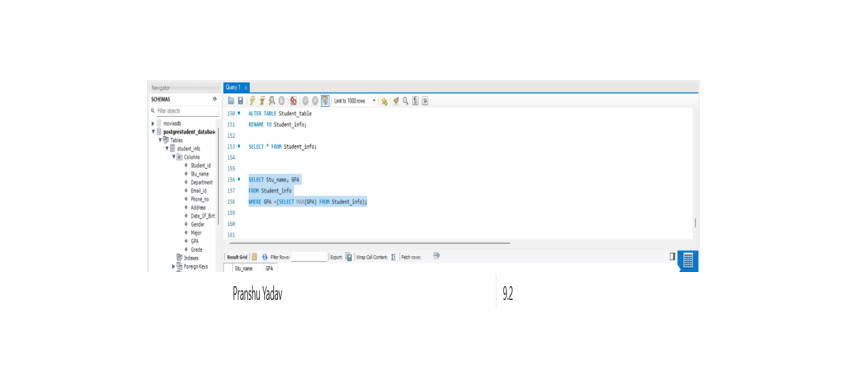 Navigator
Query 1
SCHEMAS
Filter objects
moviesdb
postgrestudent_databas
Tables
student_info
Columns
Student_id
Stu_name
Department
Email_id
Phone_no
Address
Date_Of_Birt
Gender
Major
GPA
Grade
Indexes
Foreign Keys
Limit to 1000 rows
150 ALTER TABLE Student_table
151 RENAME TO Student_info;
152
153 SELECT * FROM Student_info;
154
155
156 SELECT Stu_name, GPA
157 FROM Student_info
158 WHERE GPA =(SELECT MAX(GPA) FROM Student_info);
159
160
161
Result Grid Filter Rows: Export: Wrap Cell Content: Fetch rows:
Stu_name GPA
Pranshu Yadav 9.2